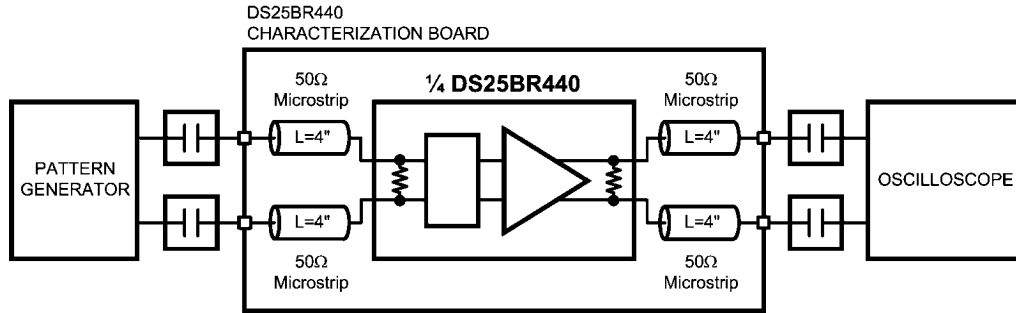 DS25BR440
CHARACTERIZATION BOARD
50Ω
Microstrip
¼ DS25BR440
50Ω
Microstrip
L=4"
L=4"
PATTERN
GENERATOR
OSCILLOSCOPE
L=4"
L=4"
50Ω
Microstrip
50Ω
Microstrip